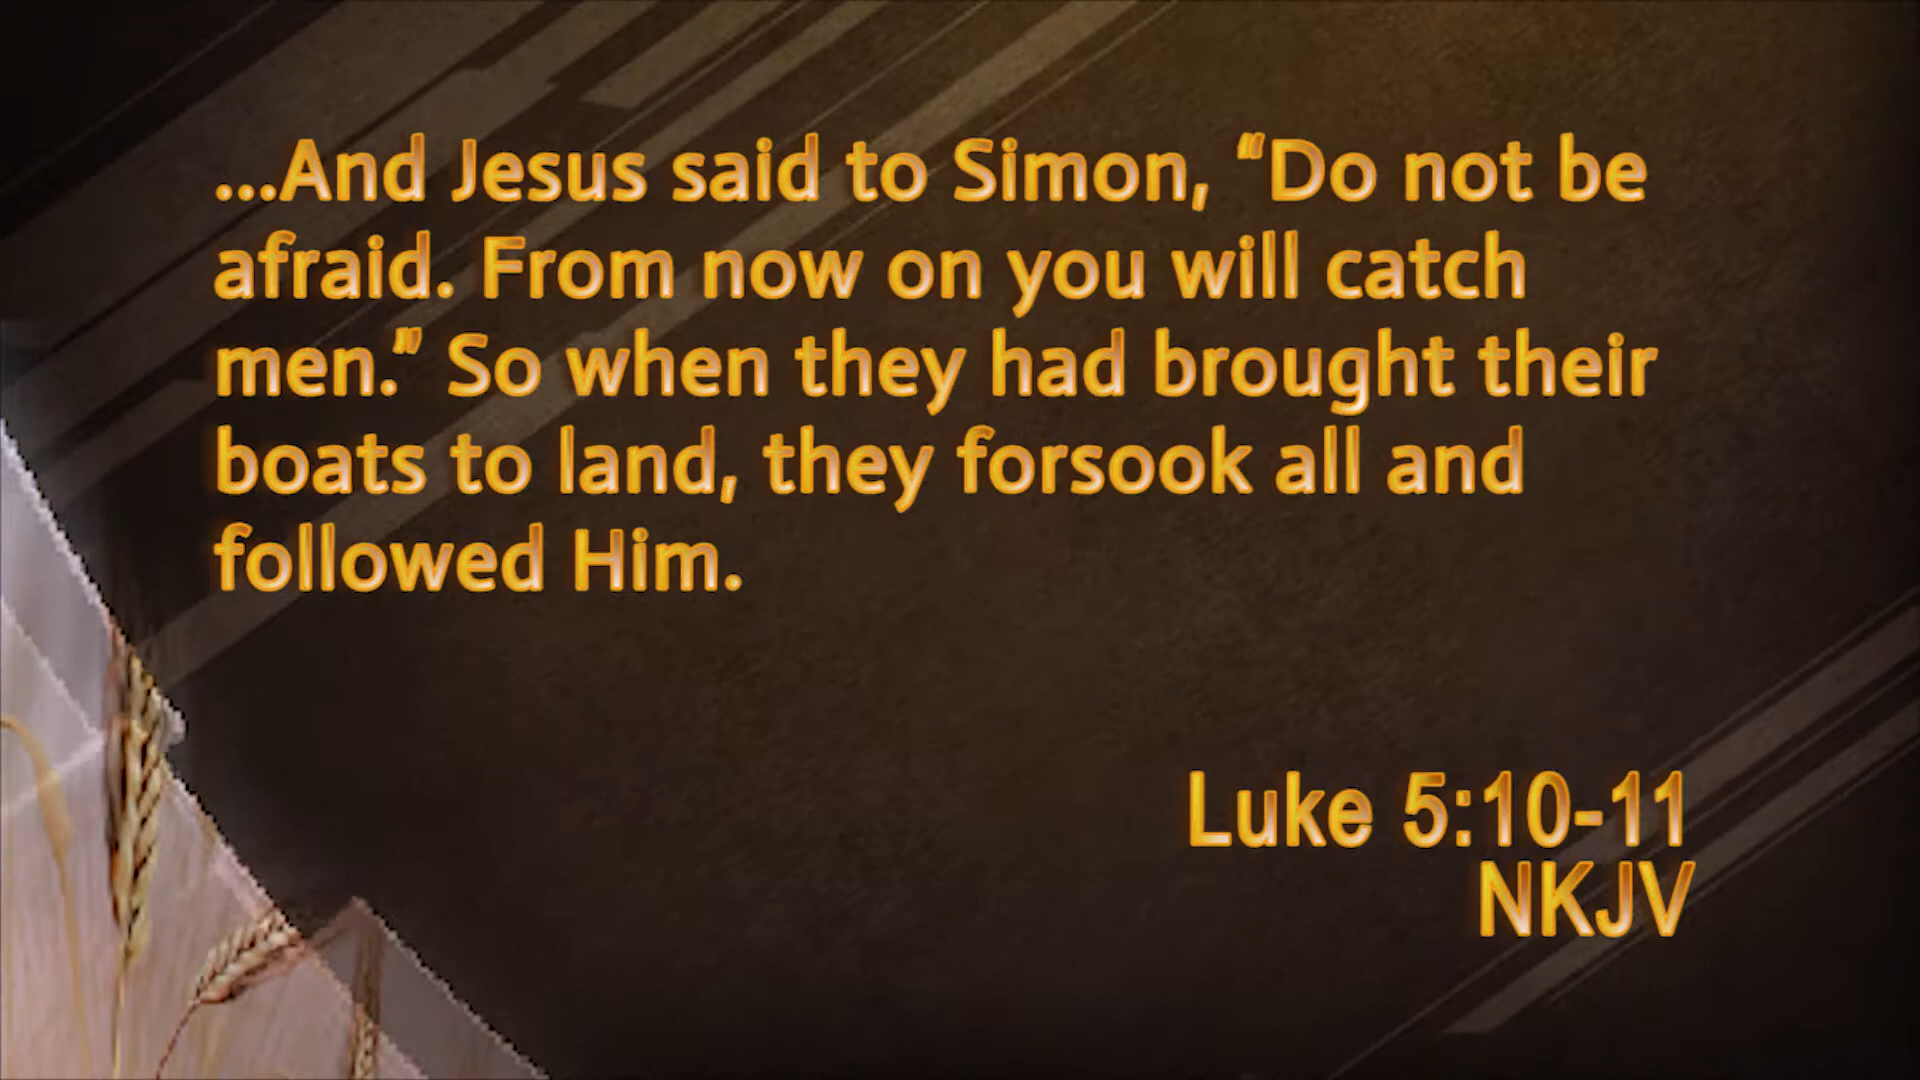 ...And Jesus said to Simon, “Do not be
afraid. From now on you will catch
men.” So when they had brought their
boats to land, they forsook all and
followed Him.
Luke 5:10-11
NKJV